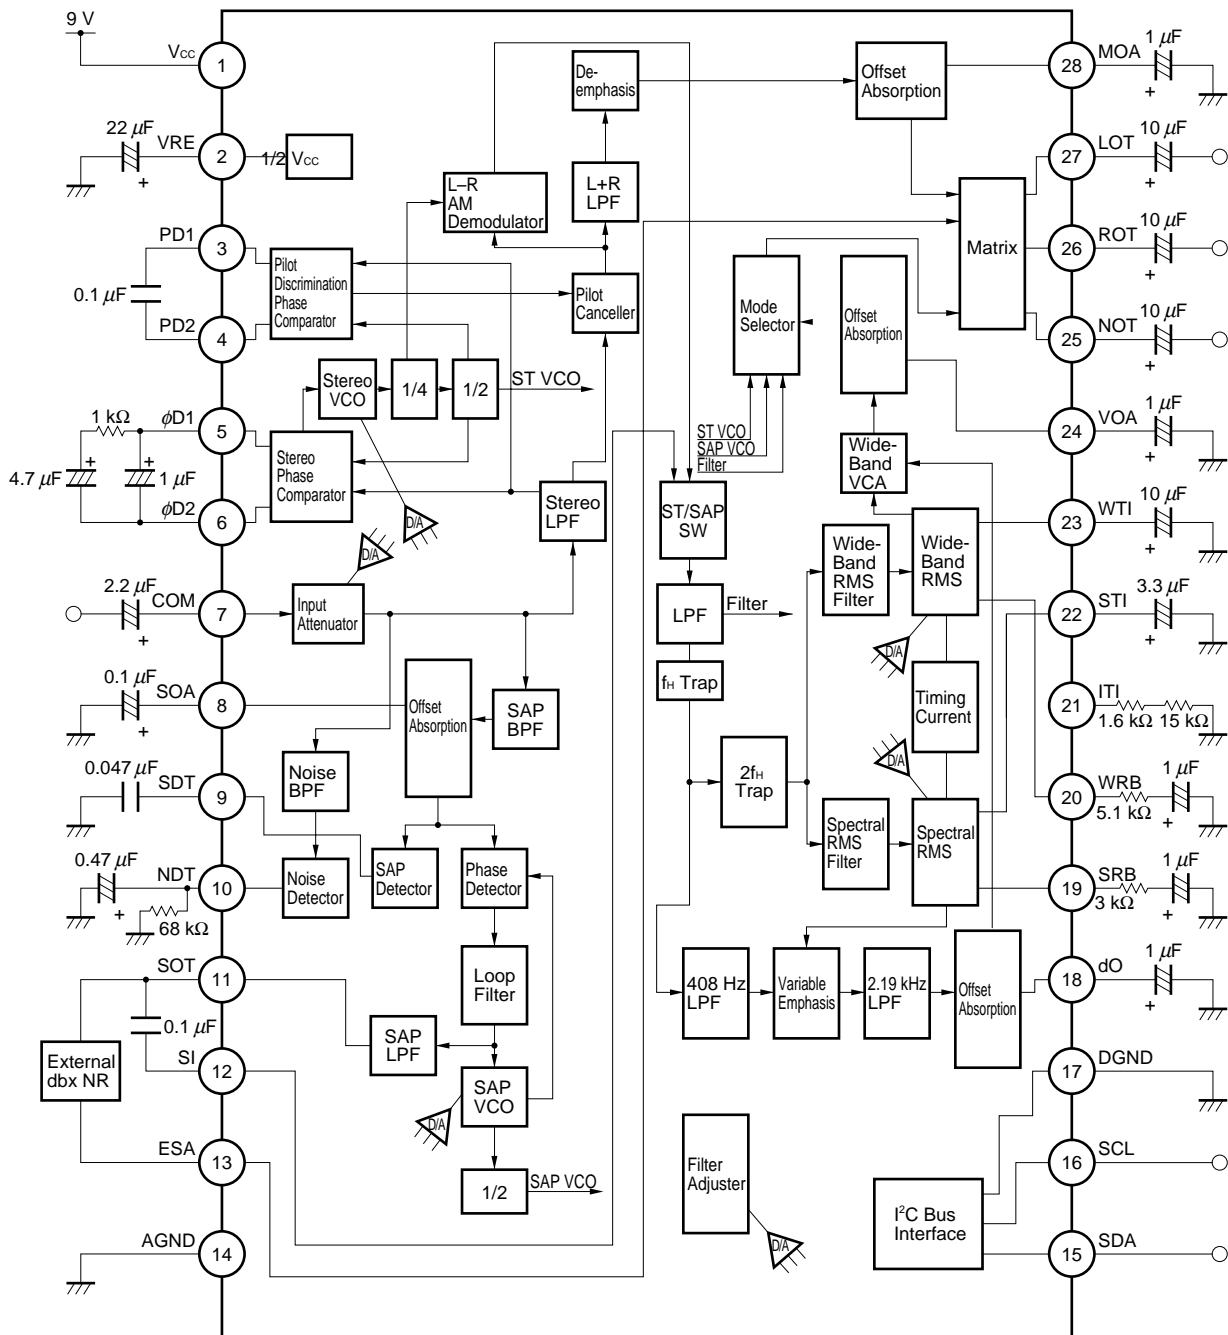 9 V
VCC
1
22 μF
VRE
2
1/2 VCC
PD1
3
0.1 μF
PD2
4
Pilot
Discrimination
Phase
Comparator
1 kΩ
φD1
5
4.7 μF
1 μF
φD2
6
Stereo
Phase
Comparator
Stereo
VCO
1/4
1/2
ST VCO
L–R
AM
Demodulator
De-
emphasis
L+R
LPF
Pilot
Canceller
Stereo
LPF
D/A
D/A
2.2 μF
COM
7
Input
Attenuator
0.1 μF
SOA
8
Offset
Absorption
SAP
BPF
0.047 μF
SDT
9
Noise
BPF
0.47 μF
NDT
10
68 kΩ
Noise
Detector
SAP
Detector
Phase
Detector
SOT
11
Loop
Filter
0.1 μF
SAP
LPF
External
dbx NR
SI
12
SAP
VCO
D/A
ESA
13
1/2
SAP VCO
AGND
14
Offset
Absorption
Matrix
Mode
Selector
Offset
Absorption
ST VCO
SAP VCO
Filter
Wide-
Band
VCA
ST/SAP
SW
Wide-
Band
RMS
Filter
Wide-
Band
RMS
LPF
Filter
fH Trap
D/A
Timing
Current
D/A
2fH
Trap
Spectral
RMS
Filter
Spectral
RMS
408 Hz
LPF
Variable
Emphasis
2.19 kHz
LPF
Offset
Absorption
Filter
Adjuster
D/A
I2C Bus
Interface
28
MOA
1 μF
27
LOT
10 μF
26
ROT
10 μF
25
NOT
10 μF
24
VOA
1 μF
23
WTI
10 μF
22
STI
3.3 μF
21
ITI
1.6 kΩ
15 kΩ
20
WRB
5.1 kΩ
1 μF
19
SRB
3 kΩ
1 μF
18
dO
1 μF
17
DGND
16
SCL
15
SDA